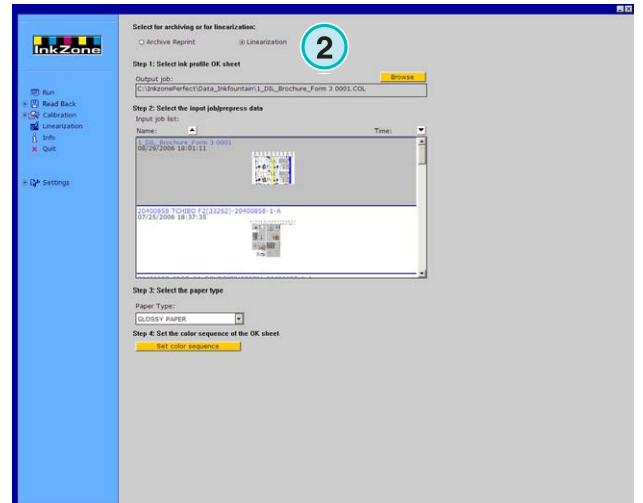 InkZone
Run
Read Back
Calibration
Linearization
Info
Quit
Settings
Select for archiving or for linearization:
Archive Reprint
Linearization
2
Step 1: Select ink profile OK sheet
Output job:
Browse
C:\InkzonePerfect\Data_Inkfountain\1_DIL_Brochure_Form 3 0001.COL
Step 2: Select the input job/prepress data
Input job list:
Name:
Time:
1_DIL_Brochure_Form 3 0001
08/29/2006 18:01:11
20400858 TCHIBO F2(33262)-20400858-1-A
07/25/2006 18:37:35
Step 3: Select the paper type
Paper Type:
GLOSSY PAPER
Step 4: Set the color sequence of the OK sheet
Set color sequence